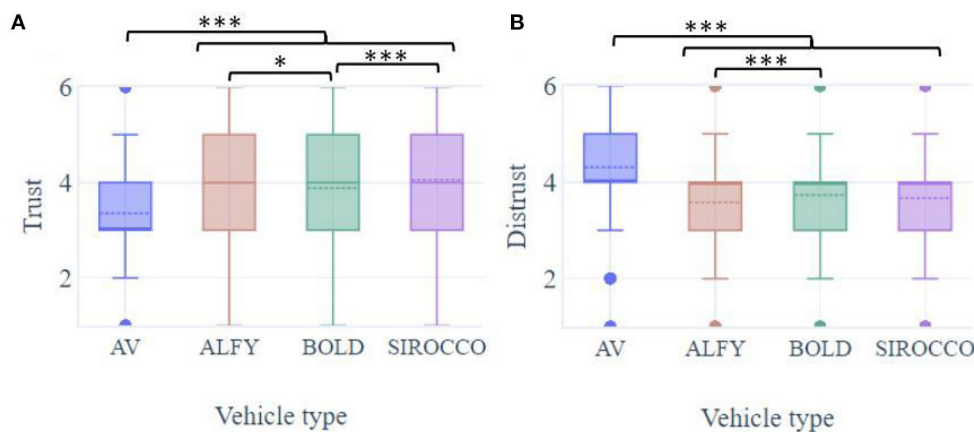 A
***
*
***
6
4
2
Trust
AV
ALFY
BOLD
SIROCCO
Vehicle type
B
***
***
6
4
2
Distrust
AV
ALFY
BOLD
SIROCCO
Vehicle type